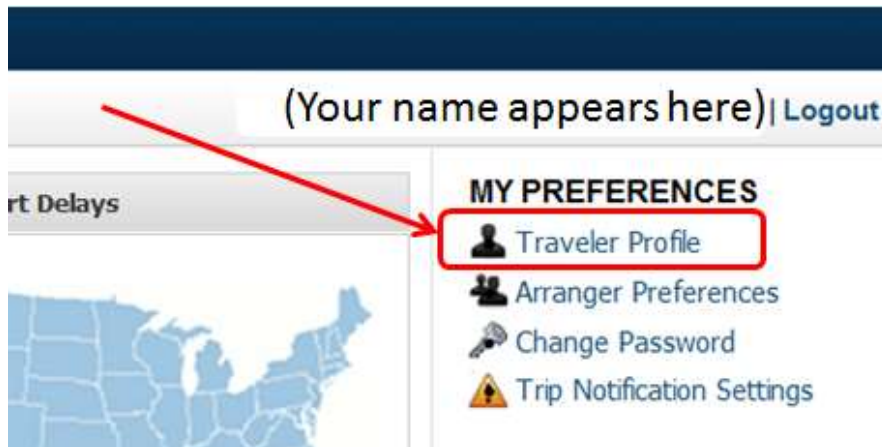 (Your name appears here)| Logout
rt Delays
MY PREFERENCES
Traveler Profile
Arranger Preferences
Change Password
Trip Notification Settings